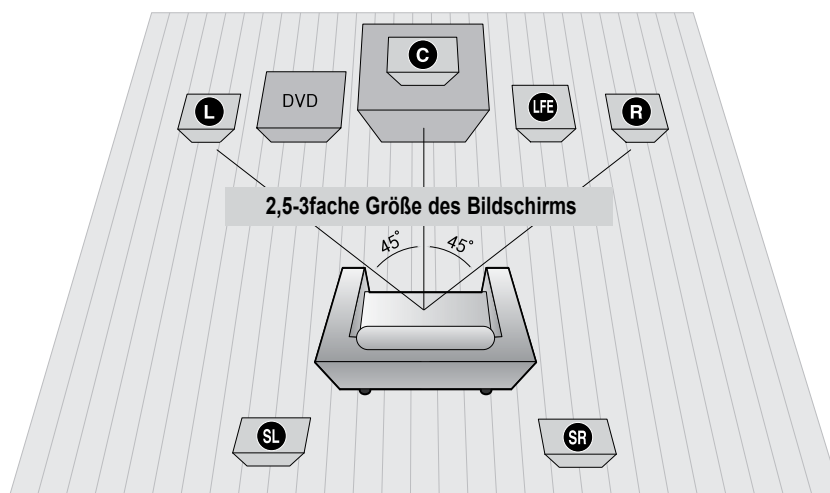 C
L
DVD
LFE
R
2,5-3fache Größe des Bildschirms
45°
45°
SL
SR